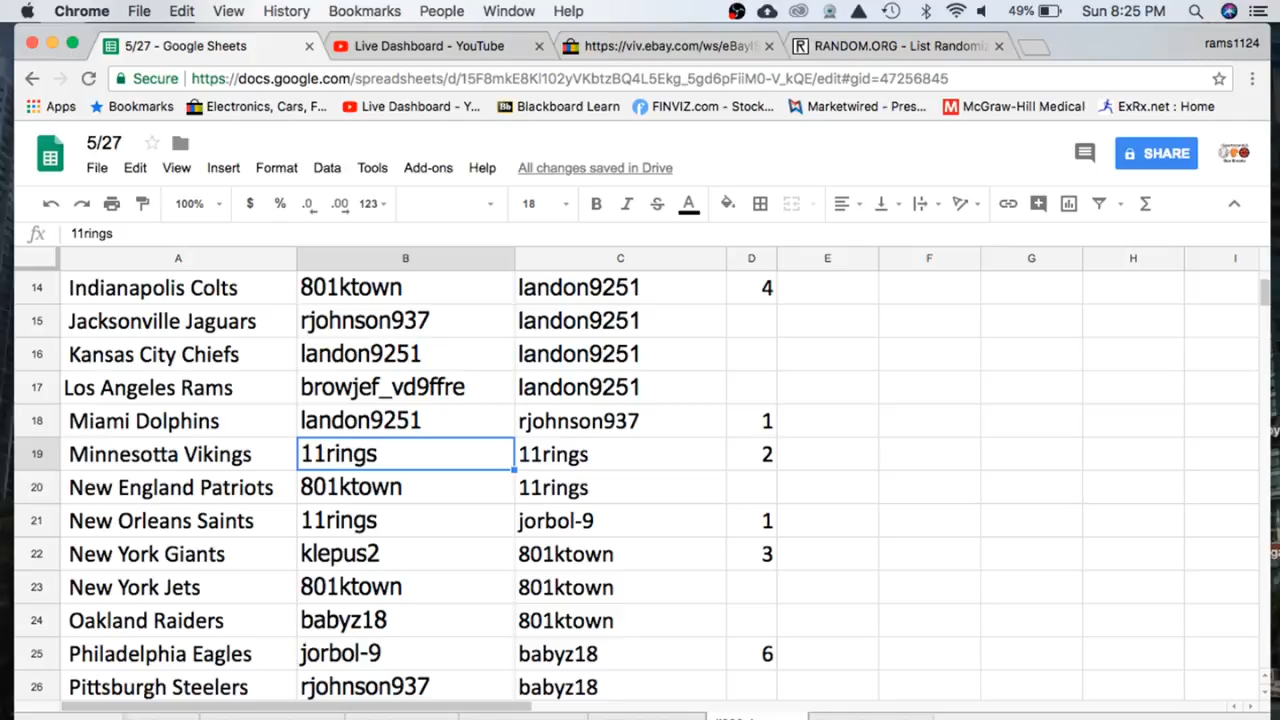 Chrome File Edit View History Bookmarks People Window Help 49% Sun 8:25 PM
5/27 - Google Sheets Live Dashboard - YouTube https://viv.ebay.com/ws/eBayI RANDOM.ORG - List Randomi rams1124
Secure https://docs.google.com/spreadsheets/d/15F8mkE8Kl102yVKbtzBQ4L5Ekg_5gd6pFiiM0-V_kQE/edit#gid=47256845
Apps Bookmarks Electronics, Cars, F... Live Dashboard - Y... Blackboard Learn FINVIZ.com - Stock... Marketwired - Pres... McGraw-Hill Medical ExRx.net : Home
5/27
SHARE
File Edit View Insert Format Data Tools Add-ons Help All changes saved in Drive
100% $ % .0 .00 123 18 B I S A
fx 11rings
A B C D E F G H I
14 Indianapolis Colts 801ktown landon9251 4
15 Jacksonville Jaguars rjohnson937 landon9251
16 Kansas City Chiefs landon9251 landon9251
17 Los Angeles Rams browjef_vd9ffre landon9251
18 Miami Dolphins landon9251 rjohnson937 1
19 Minnesotta Vikings 11rings 11rings 2
20 New England Patriots 801ktown 11rings
21 New Orleans Saints 11rings jorbol-9 1
22 New York Giants klepus2 801ktown 3
23 New York Jets 801ktown 801ktown
24 Oakland Raiders babyz18 801ktown
25 Philadelphia Eagles jorbol-9 babyz18 6
26 Pittsburgh Steelers rjohnson937 babyz18